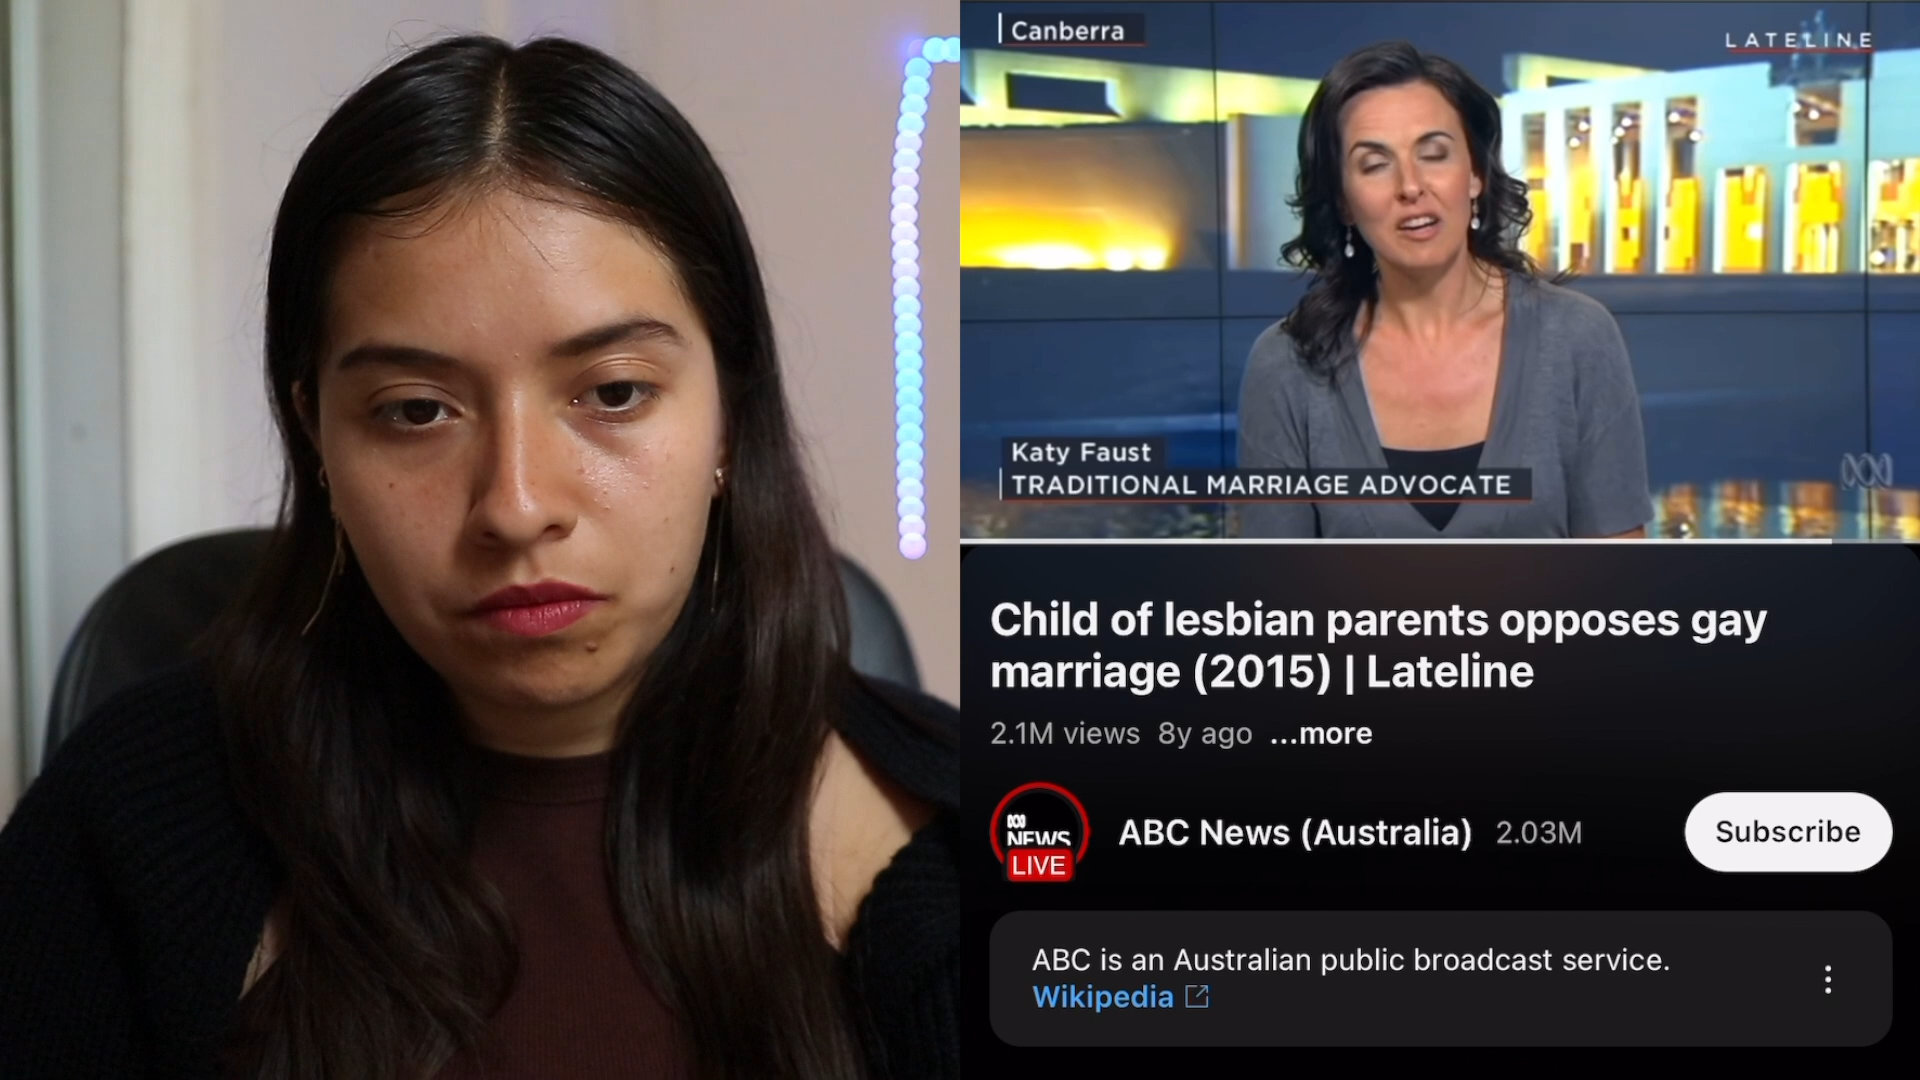 Canberra
LATELINE
Katy Faust
TRADITIONAL MARRIAGE ADVOCATE
Child of lesbian parents opposes gay
marriage (2015) | Lateline
2.1M views 8y ago ...more
NEWS
LIVE
ABC News (Australia) 2.03M
Subscribe
ABC is an Australian public broadcast service.
Wikipedia